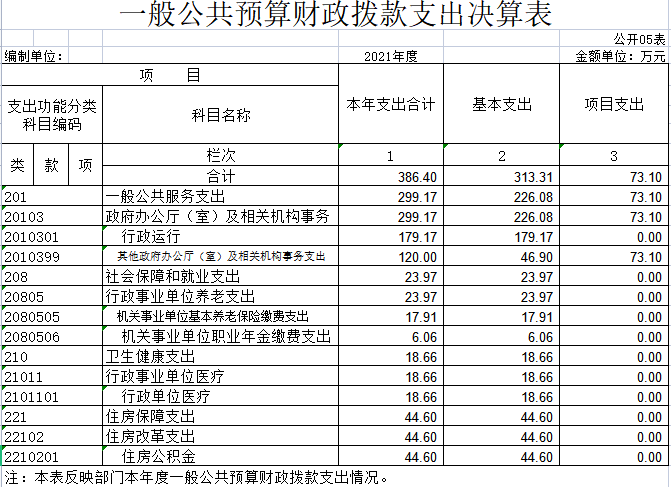 一般公共预算财政拨款支出决算表
公开05表
编制单位： 2021年度 金额单位：万元
项 目 本年支出合计 基本支出 项目支出
支出功能分类科目编码 科目名称
类 款 项 栏次 1 2 3
合计 386.40 313.31 73.10
201 一般公共服务支出 299.17 226.08 73.10
20103 政府办公厅（室）及相关机构事务 299.17 226.08 73.10
2010301 行政运行 179.17 179.17 0.00
2010399 其他政府办公厅（室）及相关机构事务支出 120.00 46.90 73.10
208 社会保障和就业支出 23.97 23.97 0.00
20805 行政事业单位养老支出 23.97 23.97 0.00
2080505 机关事业单位基本养老保险缴费支出 17.91 17.91 0.00
2080506 机关事业单位职业年金缴费支出 6.06 6.06 0.00
210 卫生健康支出 18.66 18.66 0.00
21011 行政事业单位医疗 18.66 18.66 0.00
2101101 行政单位医疗 18.66 18.66 0.00
221 住房保障支出 44.60 44.60 0.00
22102 住房改革支出 44.60 44.60 0.00
2210201 住房公积金 44.60 44.60 0.00
注：本表反映部门本年度一般公共预算财政拨款支出情况。